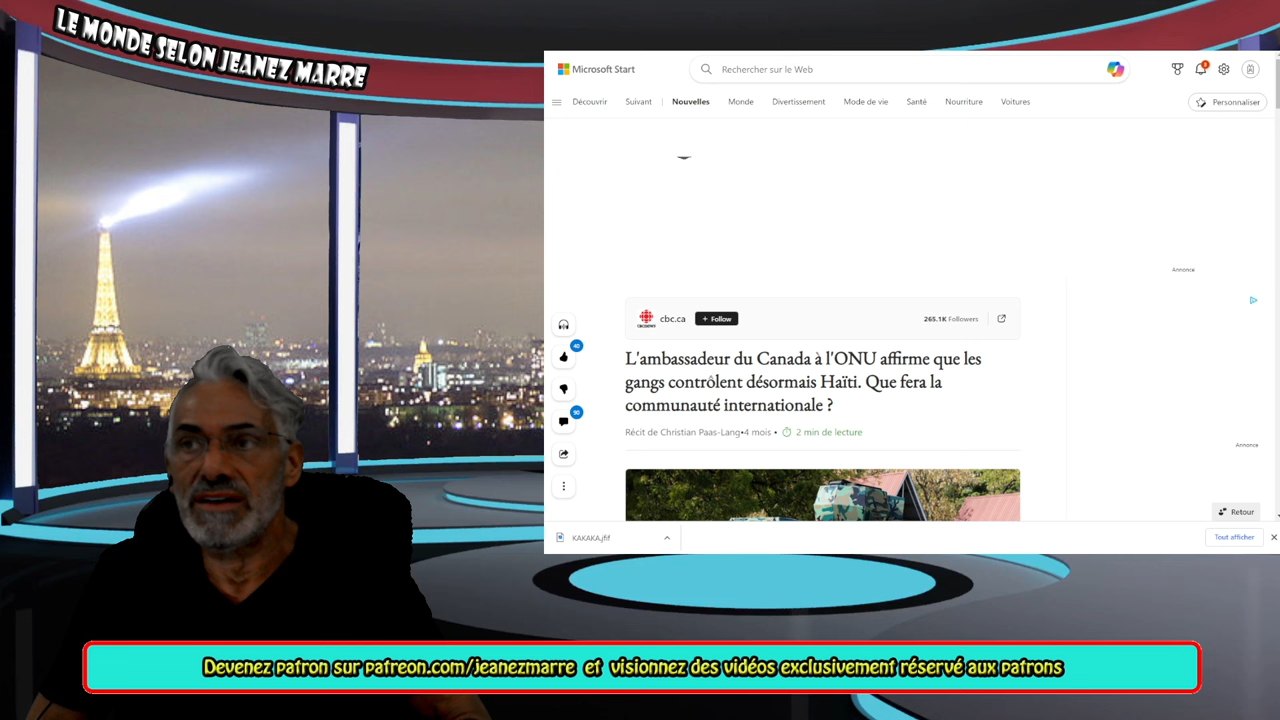 LE MONDE SELON JEANEZ MARRE
Microsoft Start
Rechercher sur le Web
8
Découvrir Suivant Nouvelles Monde Divertissement Mode de vie Santé Nourriture Voitures
Personnaliser
Annonce
cbc.ca + Follow 265.1K Followers
40
L'ambassadeur du Canada à l'ONU affirme que les
gangs contrôlent désormais Haïti. Que fera la
communauté internationale ?
90
Récit de Christian Paas-Lang•4 mois • 2 min de lecture
Annonce
Retour
KAKAKA.jfif
Tout afficher
Devenez patron sur patreon.com/jeanezmarre et visionnez des vidéos exclusivement réservé aux patrons